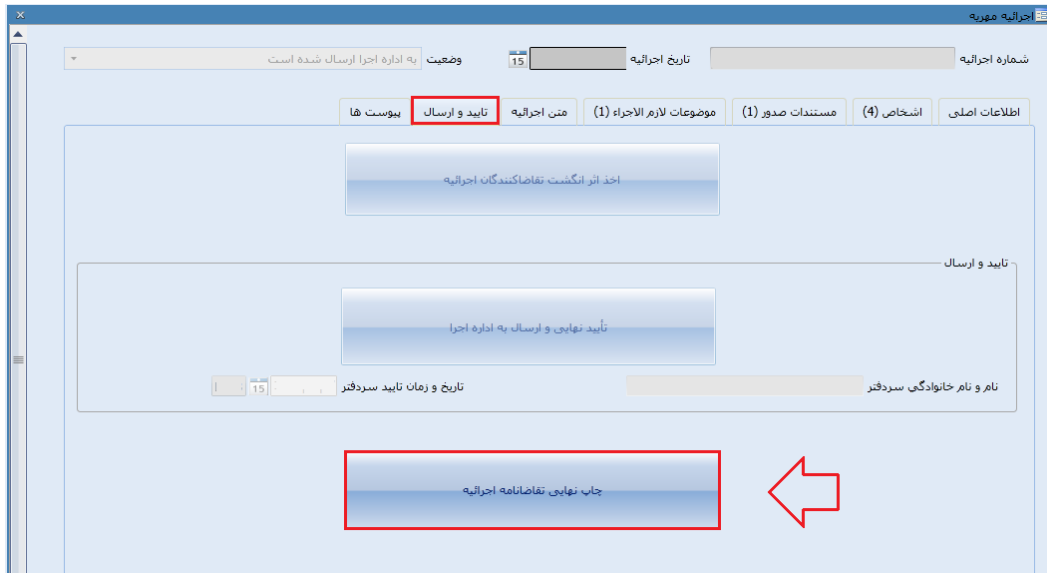 اجرائیه مهریه
شماره اجرائیه تاریخ اجرائیه 15 وضعیت به اداره اجرا ارسال شده است
اطلاعات اصلی اشخاص (4) مستندات صدور (1) موضوعات لازم الاجراء (1) متن اجرائیه تایید و ارسال پیوست ها
اخذ اثر انگشت تقاضاکنندگان اجرائیه
تایید و ارسال
تأیید نهایی و ارسال به اداره اجرا
نام و نام خانوادگی سردفتر تاریخ و زمان تایید سردفتر 15
چاپ نهایی تقاضانامه اجرائیه